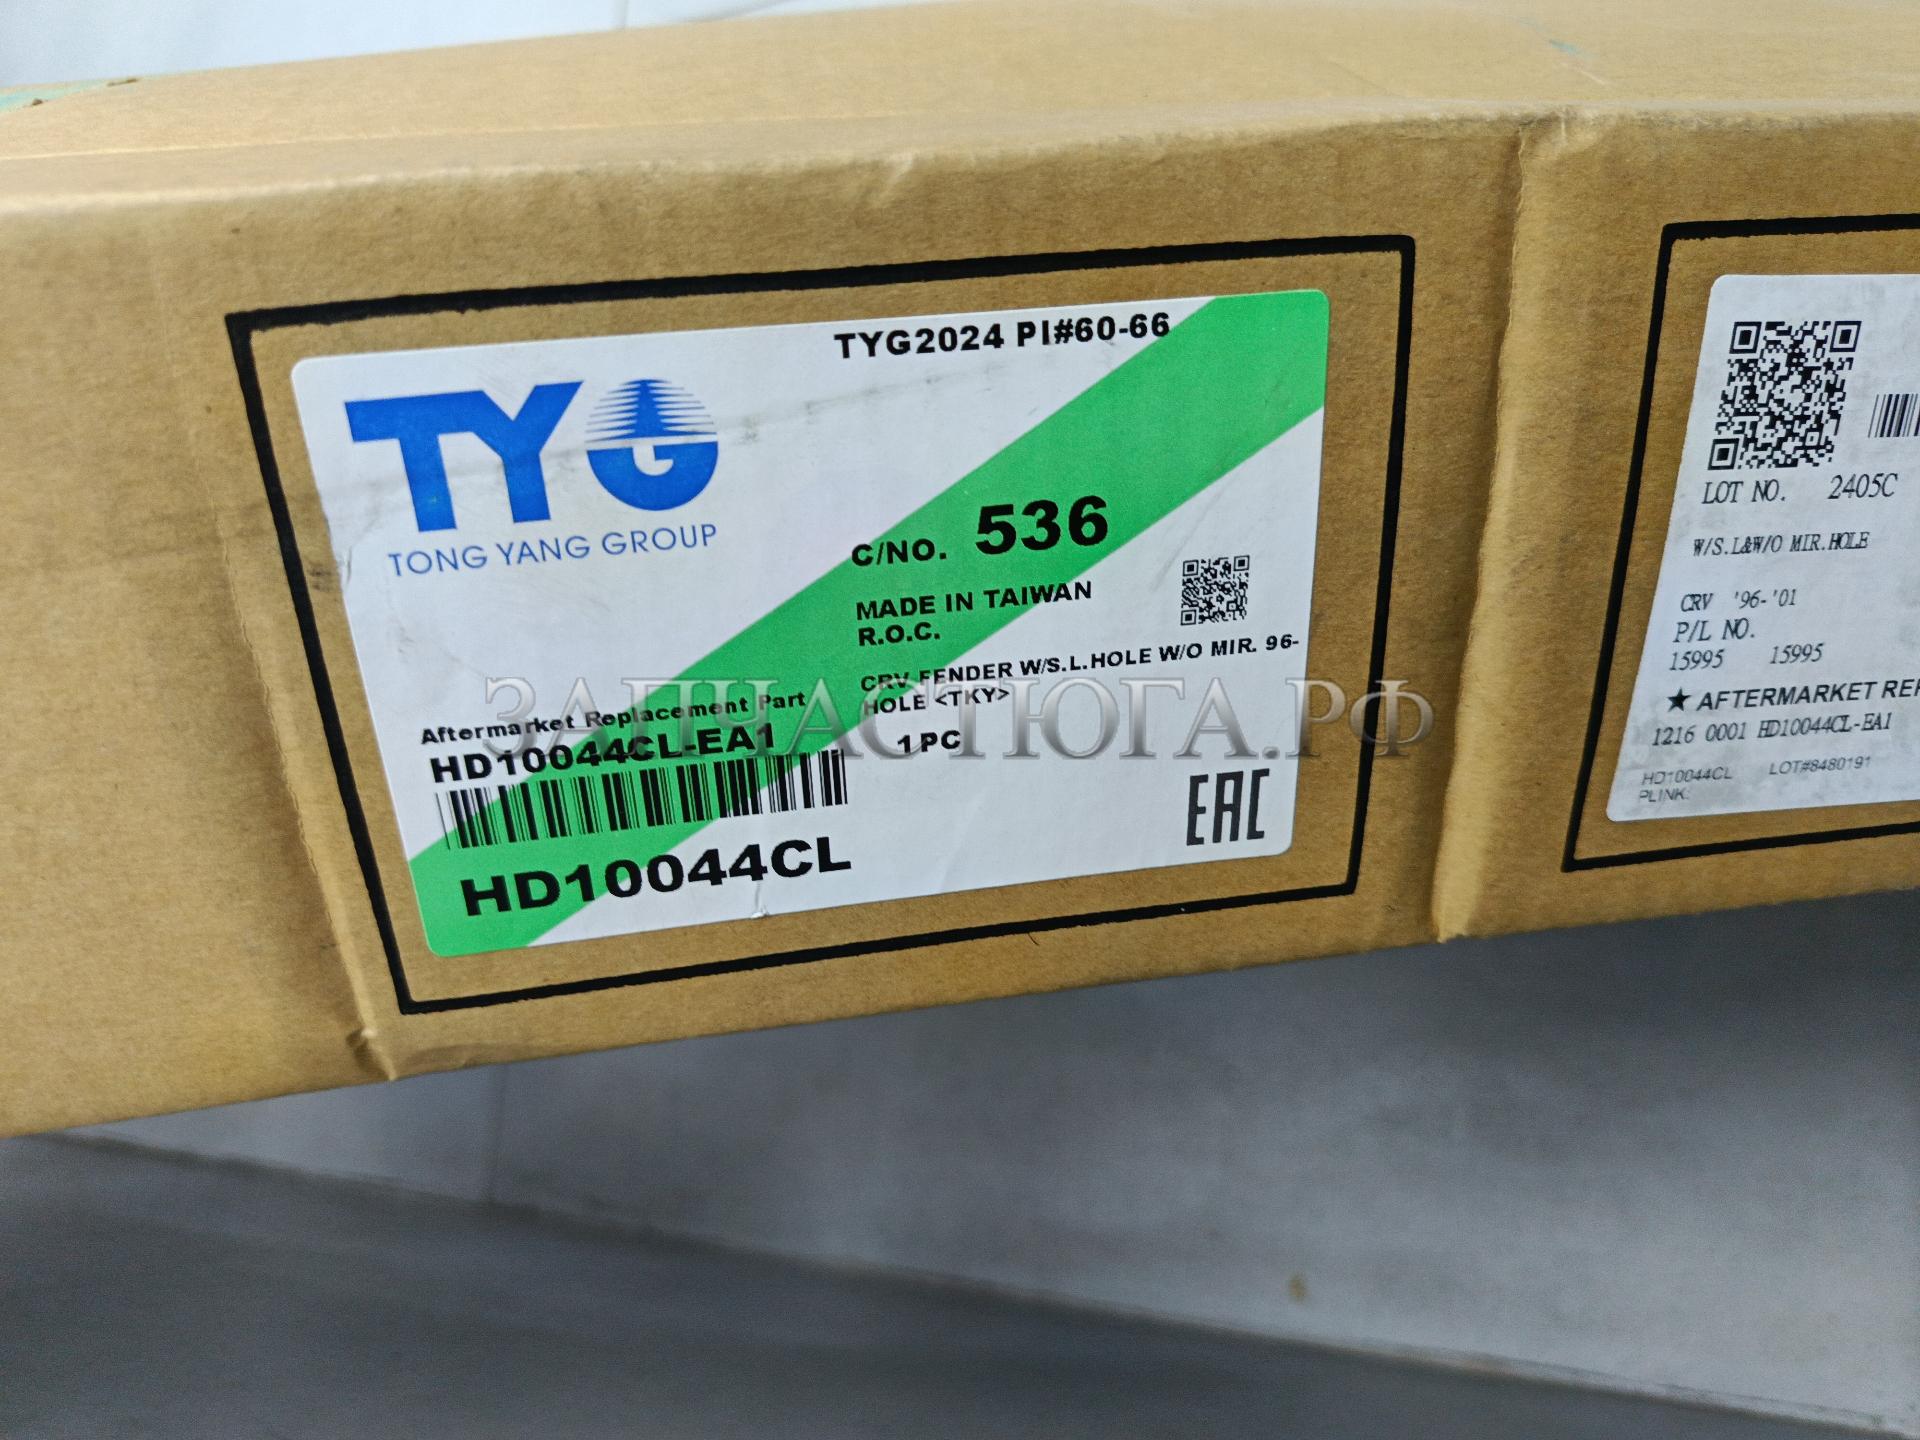 TYG2024 PI#60-66
TYG
TONG YANG GROUP
C/NO. 536
MADE IN TAIWAN
R.O.C.
CRV FENDER W/S.L.HOLE W/O MIR. 96-
HOLE <TKY>
Aftermarket Replacement Part
HD10044CL-EA1
1PC
HD10044CL
EAC
ЗАПЧАСТЮГА.РФ
LOT NO. 2405C
W/S.L&W/O MIR.HOLE
CRV '96-'01
P/L NO.
15995 15995
★ AFTERMARKET REP
1216 0001 HD10044CL-EA1
HD10044CL LOT#8480191
PLINK: